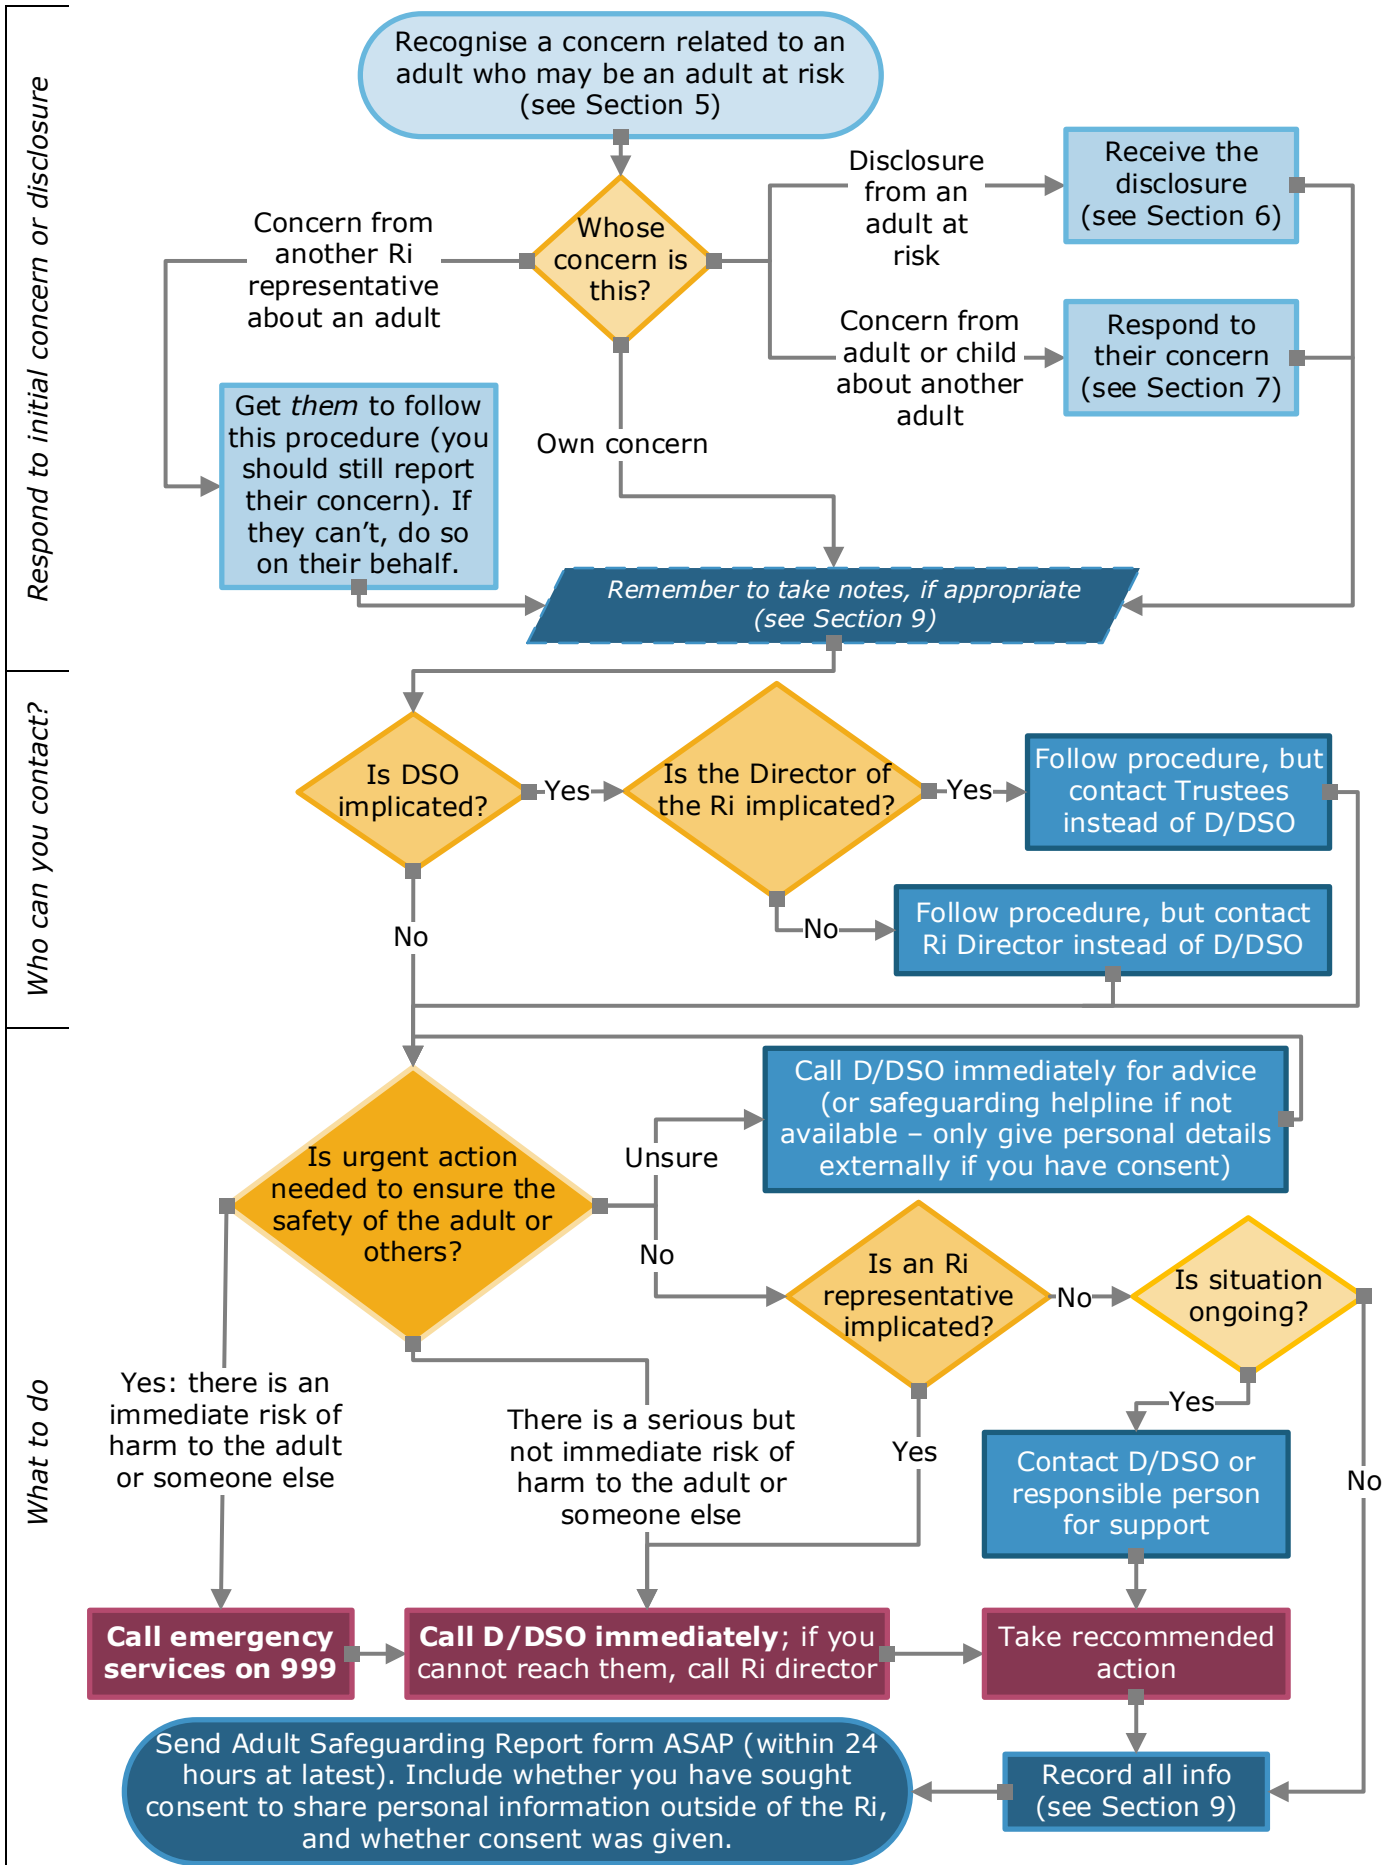 Respond to initial concern or disclosure
Recognise a concern related to an
adult who may be an adult at risk
(see Section 5)
Whose
concern is
this?
Concern from
another Ri
representative
about an adult
Disclosure
from an
adult at
risk
Receive the
disclosure
(see Section 6)
Concern from
adult or child
about another
adult
Respond to
their concern
(see Section 7)
Get them to follow
this procedure (you
should still report
their concern). If
they can't, do so
on their behalf.
Own concern
Remember to take notes, if appropriate
(see Section 9)
Who can you contact?
Is DSO
implicated?
Yes
Is the Director of
the Ri implicated?
Yes
Follow procedure, but
contact Trustees
instead of D/DSO
No
No
Follow procedure, but contact
Ri Director instead of D/DSO
What to do
Is urgent action
needed to ensure the
safety of the adult or
others?
Unsure
Call D/DSO immediately for advice
(or safeguarding helpline if not
available – only give personal details
externally if you have consent)
No
Is an Ri
representative
implicated?
No
Is situation
ongoing?
Yes: there is an
immediate risk of
harm to the adult
or someone else
There is a serious but
not immediate risk of
harm to the adult or
someone else
Yes
Yes
No
Contact D/DSO or
responsible person
for support
Call emergency
services on 999
Call D/DSO immediately; if you
cannot reach them, call Ri director
Take reccommended
action
Send Adult Safeguarding Report form ASAP (within 24
hours at latest). Include whether you have sought
consent to share personal information outside of the Ri,
and whether consent was given.
Record all info
(see Section 9)